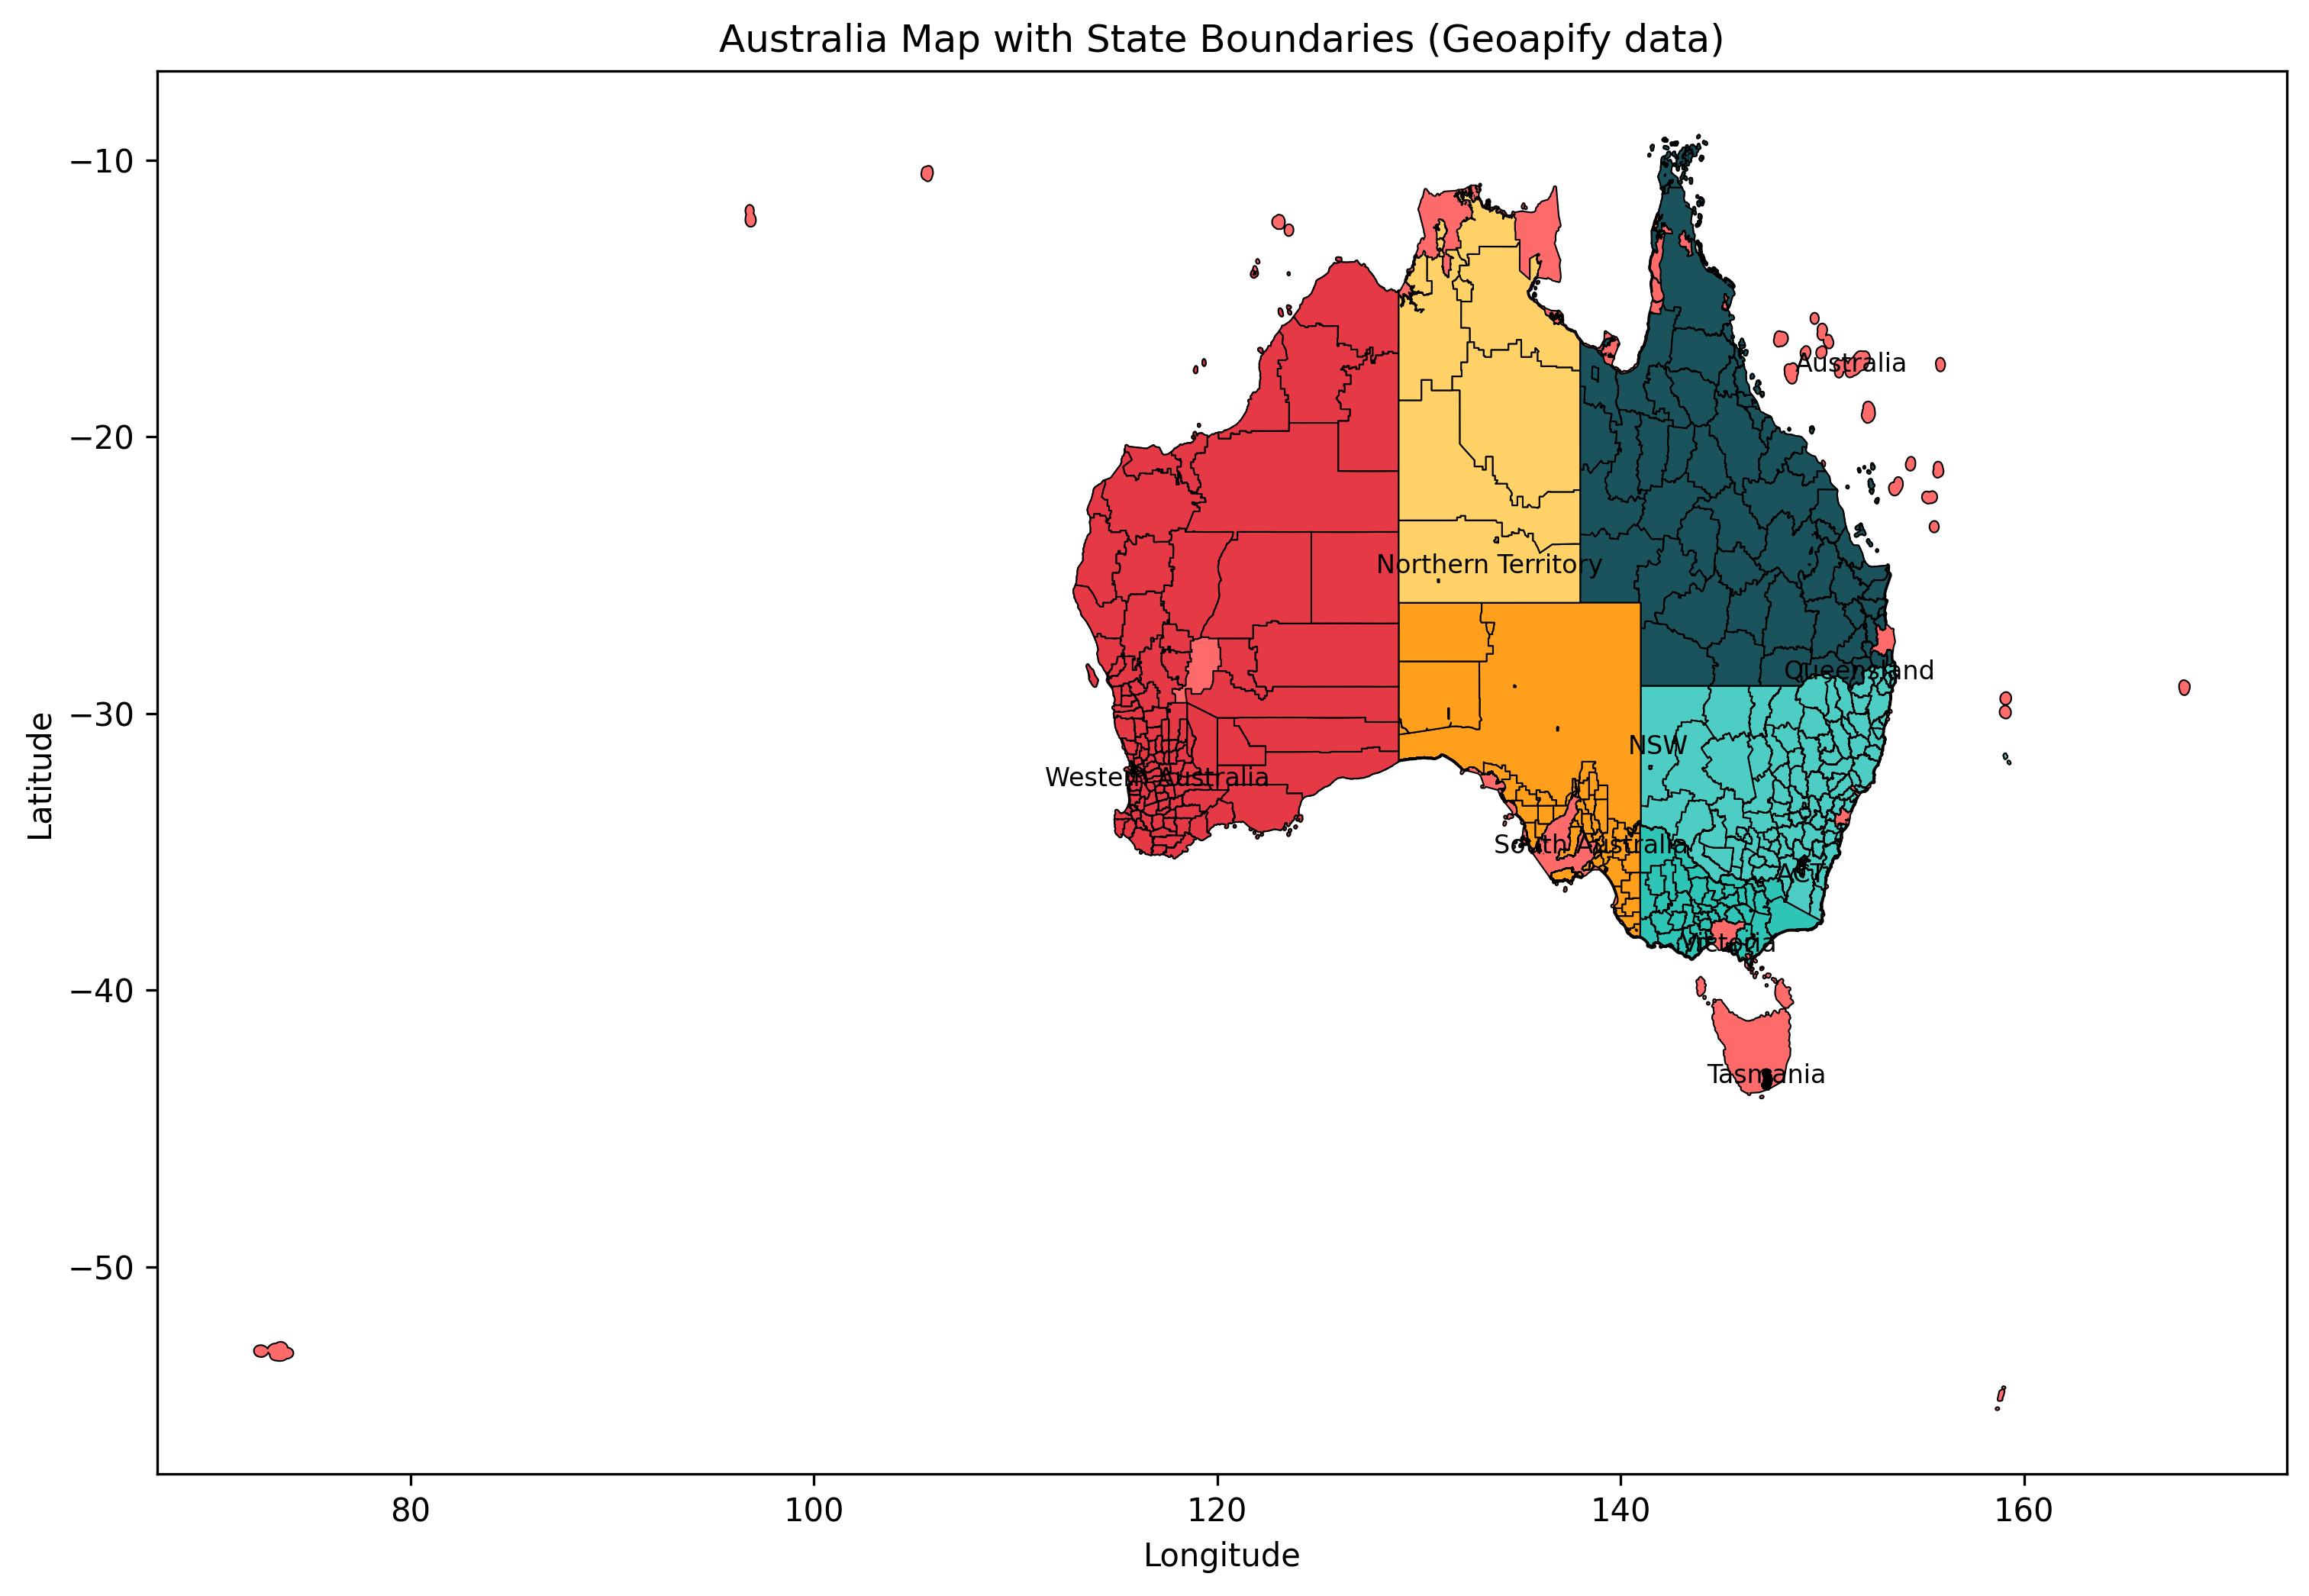 Australia Map with State Boundaries (Geoapify data)
−10
−20
−30
−40
−50
Latitude
Australia
Northern Territory
Queensland
NSW
Western Australia
South Australia
ACT
Victoria
Tasmania
80
100
120
140
160
Longitude